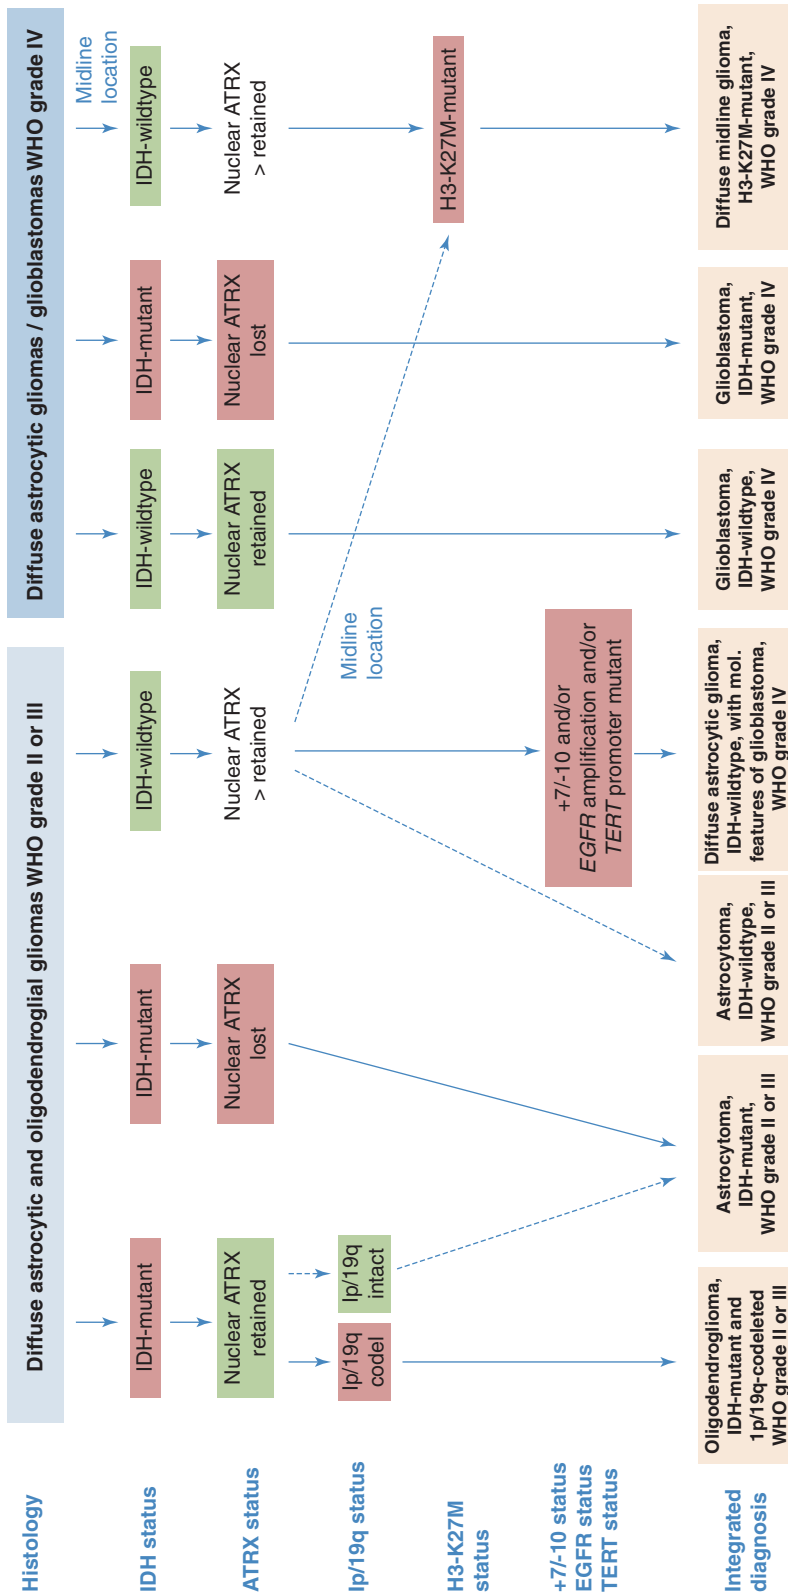 Histology
Diffuse astrocytic and oligodendroglial gliomas WHO grade II or III
Diffuse astrocytic gliomas / glioblastomas WHO grade IV
Midline
location
IDH status
IDH-mutant
IDH-mutant
IDH-wildtype
IDH-wildtype
IDH-mutant
IDH-wildtype
ATRX status
Nuclear ATRX
retained
Nuclear ATRX
lost
Nuclear ATRX
> retained
Nuclear ATRX
retained
Nuclear ATRX
lost
Nuclear ATRX
> retained
lp/19q status
lp/19q
codel
lp/19q
intact
Midline
location
H3-K27M
status
H3-K27M-mutant
+7/-10 status
EGFR status
TERT status
+7/-10 and/or
EGFR amplification and/or
TERT promoter mutant
Integrated
diagnosis
Oligodendroglioma,
IDH-mutant and
1p/19q-codeleted
WHO grade II or III
Astrocytoma,
IDH-mutant,
WHO grade II or III
Astrocytoma,
IDH-wildtype,
WHO grade II or III
Diffuse astrocytic glioma,
IDH-wildtype, with mol.
features of glioblastoma,
WHO grade IV
Glioblastoma,
IDH-wildtype,
WHO grade IV
Glioblastoma,
IDH-mutant,
WHO grade IV
Diffuse midline glioma,
H3-K27M-mutant,
WHO grade IV